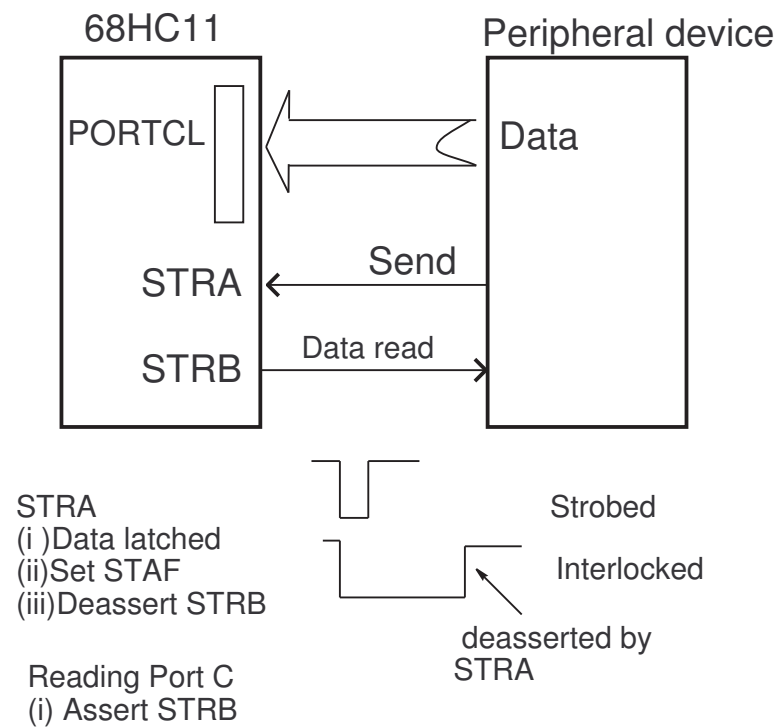 68HC11
Peripheral device
PORTCL
Data
Send
STRA
Data read
STRB
STRA
(i )Data latched
(ii)Set STAF
(iii)Deassert STRB
Strobed
Interlocked
deasserted by
STRA
Reading Port C
(i) Assert STRB